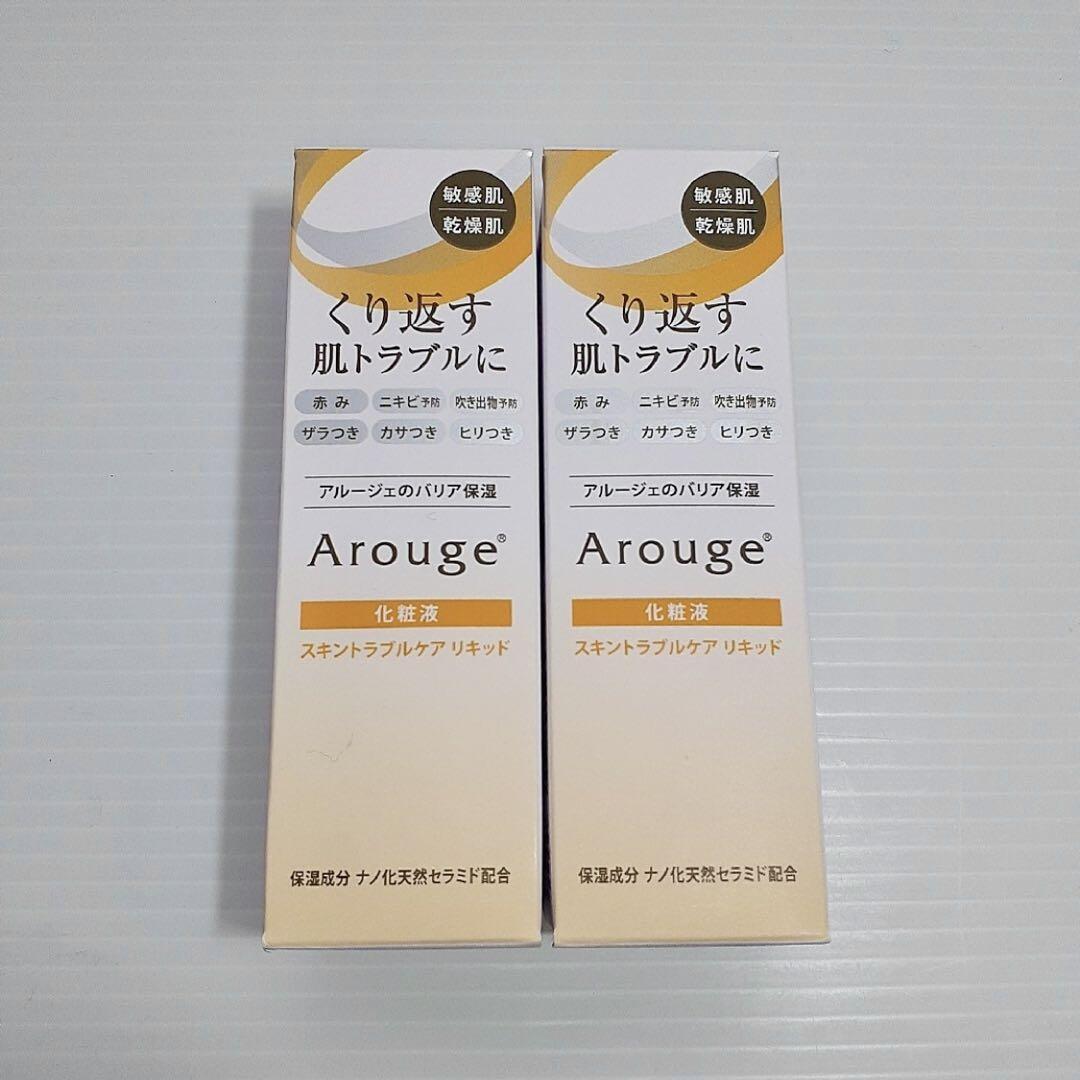 敏感肌
乾燥肌
くり返す
肌トラブルに
赤み ニキビ予防 吹き出物予防
ザラつき カサつき ヒリつき
アルージェのバリア保湿
Arouge®
化粧液
スキントラブルケア リキッド
保湿成分 ナノ化天然セラミド配合
敏感肌
乾燥肌
くり返す
肌トラブルに
赤み ニキビ予防 吹き出物予防
ザラつき カサつき ヒリつき
アルージェのバリア保湿
Arouge®
化粧液
スキントラブルケア リキッド
保湿成分 ナノ化天然セラミド配合